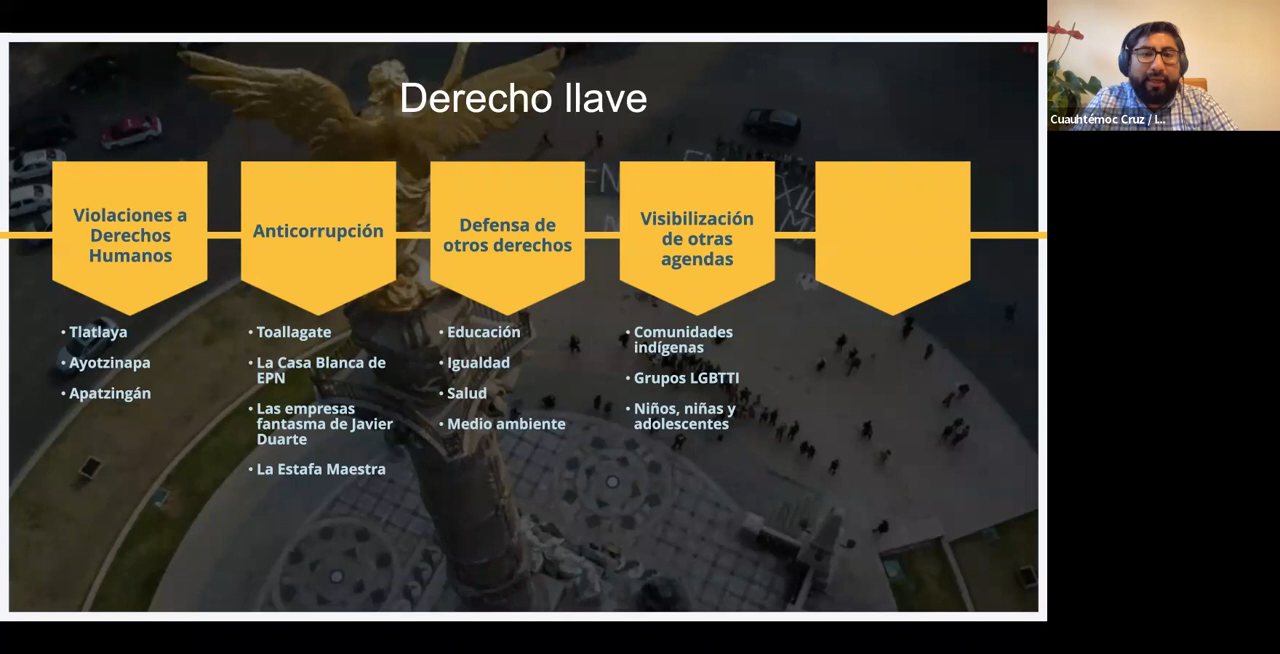 Derecho llave
Violaciones a
Derechos
Humanos
• Tlatlaya
• Ayotzinapa
• Apatzingán
Anticorrupción
• Toallagate
• La Casa Blanca de
EPN
• Las empresas
fantasma de Javier
Duarte
• La Estafa Maestra
Defensa de
otros derechos
• Educación
• Igualdad
• Salud
• Medio ambiente
Visibilización
de otras
agendas
• Comunidades
indígenas
• Grupos LGBTTI
• Niños, niñas y
adolescentes
Cuauhtémoc Cruz / I...